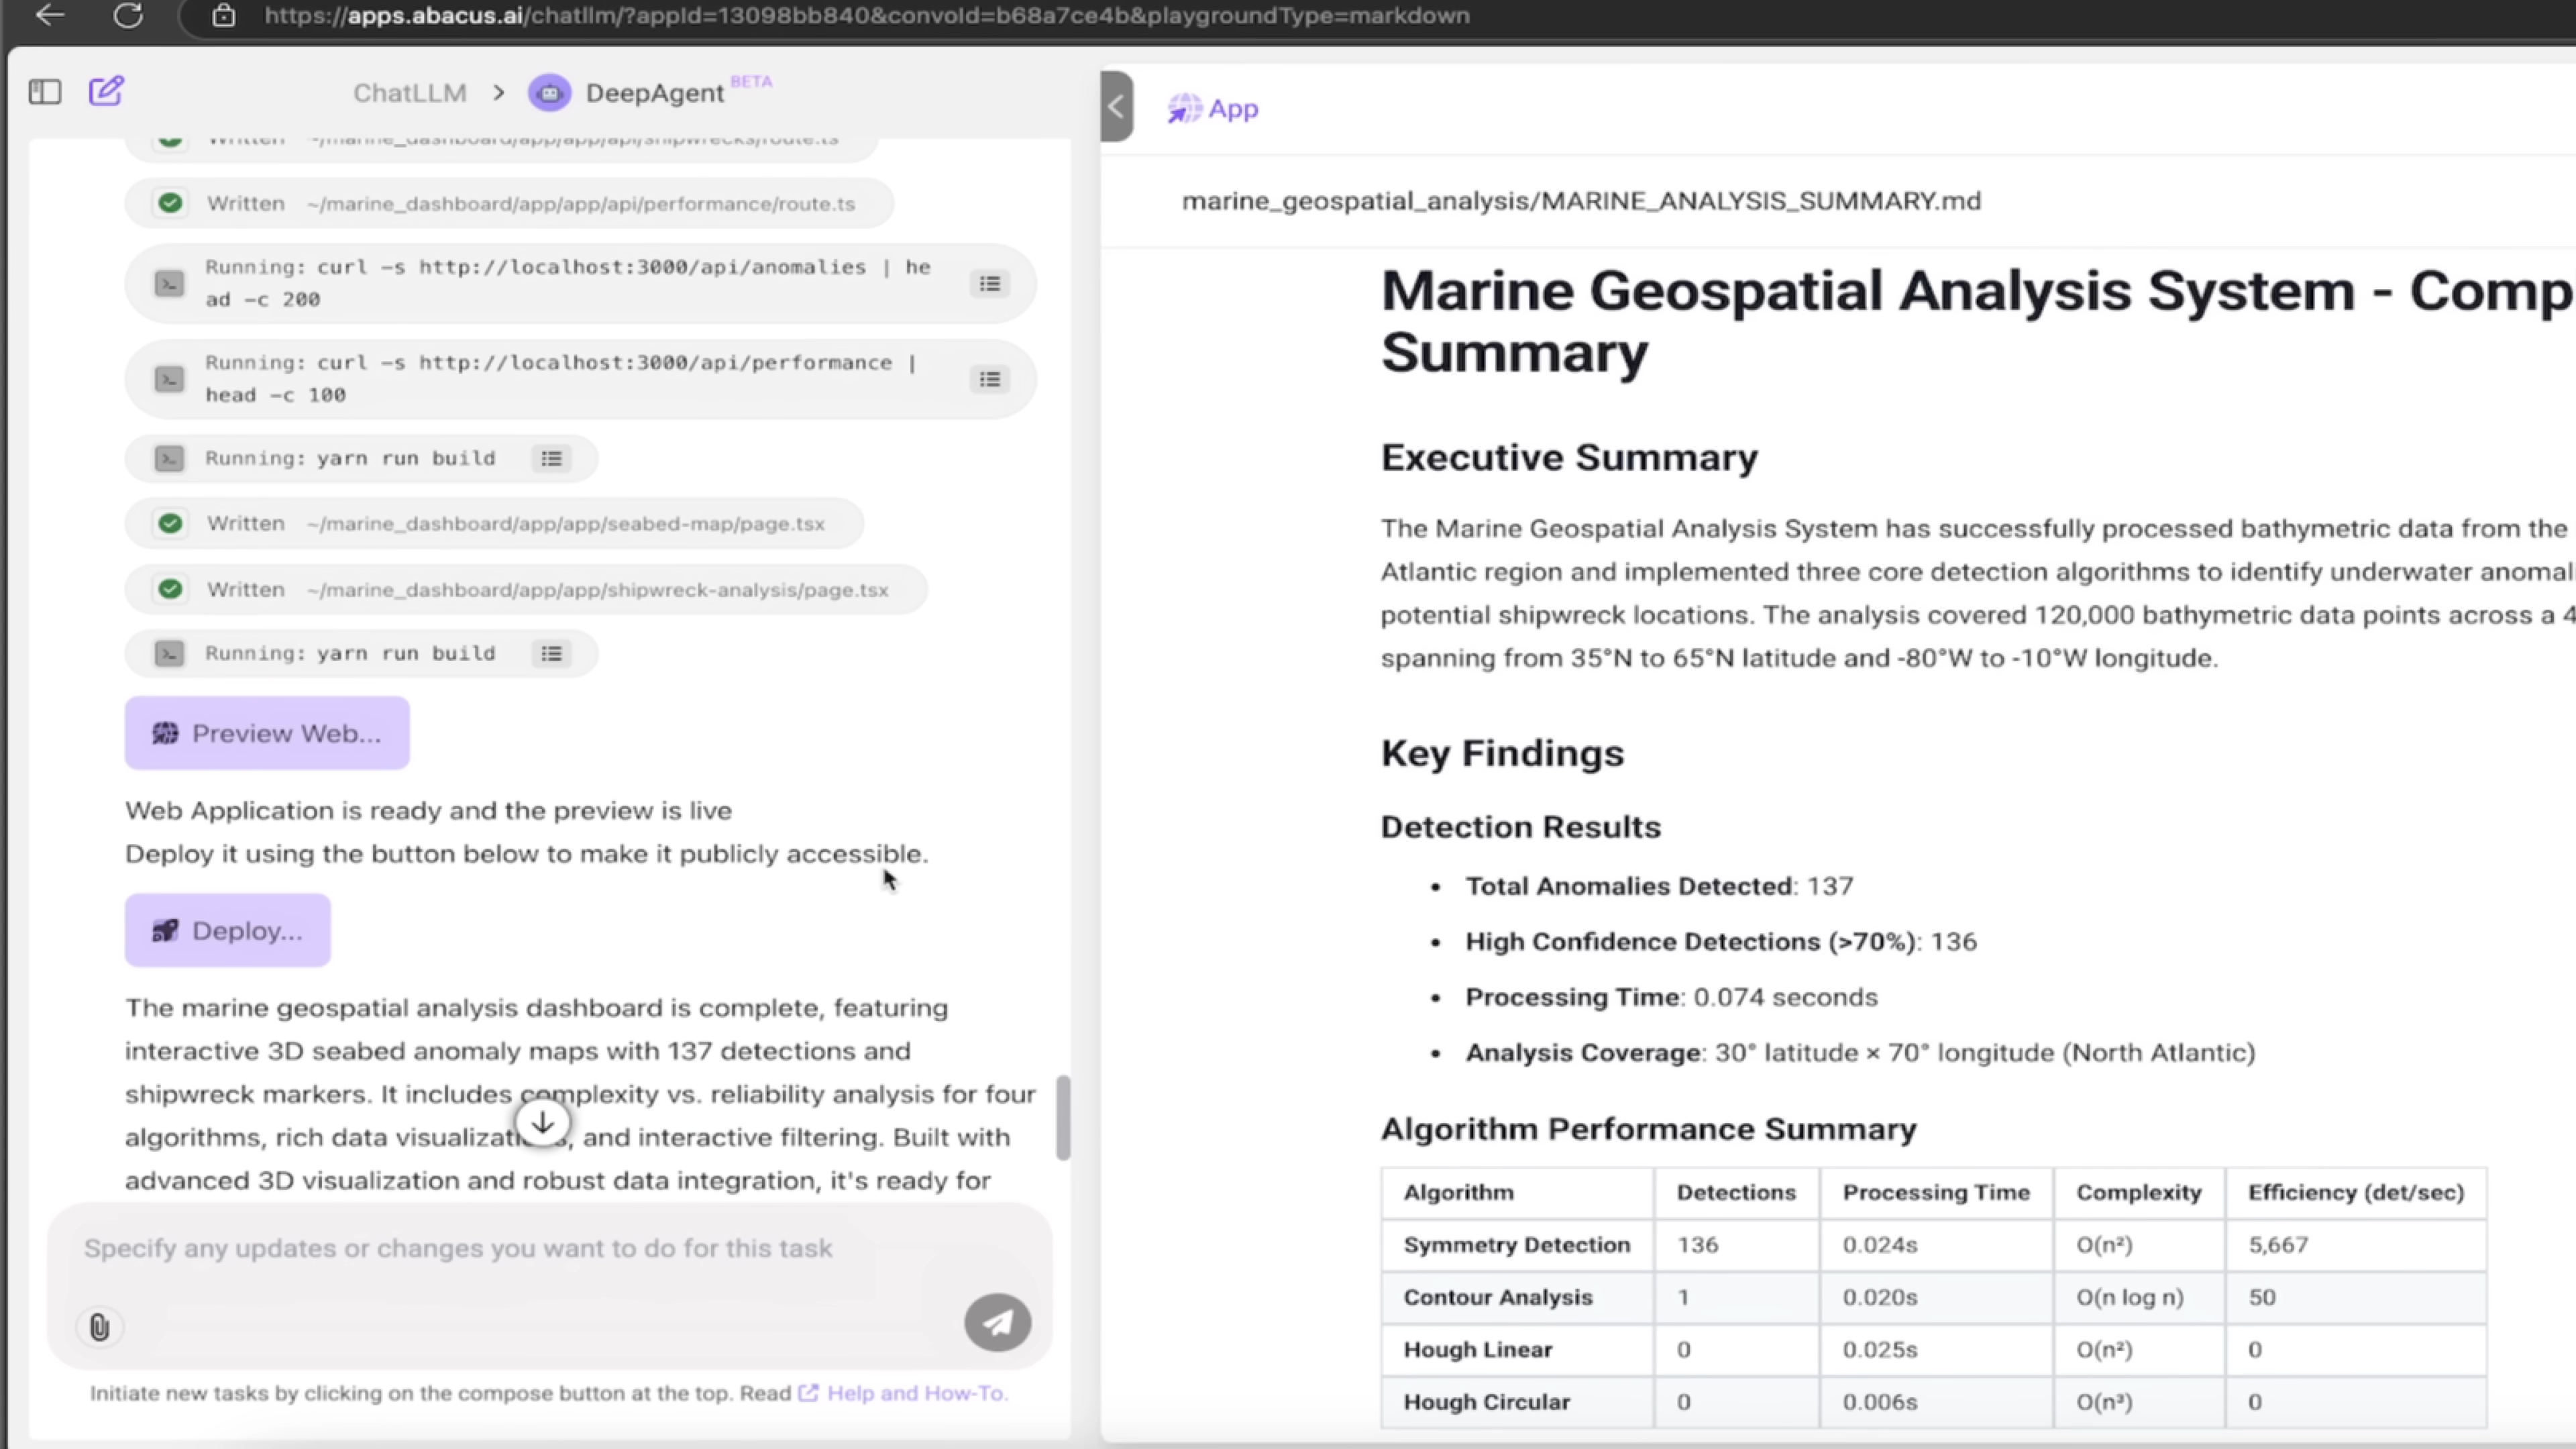 https://apps.abacus.ai/chatllm/?appId=13098bb840&convoId=b68a7ce4b&playgroundType=markdown
ChatLLM > DeepAgent BETA
Written ~/marine_dashboard/app/app/api/shipwrecks/route.ts
Written ~/marine_dashboard/app/app/api/performance/route.ts
Running: curl -s http://localhost:3000/api/anomalies | he
ad -c 200
Running: curl -s http://localhost:3000/api/performance |
head -c 100
Running: yarn run build
Written ~/marine_dashboard/app/app/seabed-map/page.tsx
Written ~/marine_dashboard/app/app/shipwreck-analysis/page.tsx
Running: yarn run build
Preview Web...
Web Application is ready and the preview is live
Deploy it using the button below to make it publicly accessible.
Deploy...
The marine geospatial analysis dashboard is complete, featuring
interactive 3D seabed anomaly maps with 137 detections and
shipwreck markers. It includes complexity vs. reliability analysis for four
algorithms, rich data visualizati s, and interactive filtering. Built with
advanced 3D visualization and robust data integration, it's ready for
Specify any updates or changes you want to do for this task
Initiate new tasks by clicking on the compose button at the top. Read Help and How-To.
App
marine_geospatial_analysis/MARINE_ANALYSIS_SUMMARY.md
Marine Geospatial Analysis System - Comp
Summary
Executive Summary
The Marine Geospatial Analysis System has successfully processed bathymetric data from the
Atlantic region and implemented three core detection algorithms to identify underwater anomal
potential shipwreck locations. The analysis covered 120,000 bathymetric data points across a 4
spanning from 35°N to 65°N latitude and -80°W to -10°W longitude.
Key Findings
Detection Results
• Total Anomalies Detected: 137
• High Confidence Detections (>70%): 136
• Processing Time: 0.074 seconds
• Analysis Coverage: 30° latitude × 70° longitude (North Atlantic)
Algorithm Performance Summary
Algorithm Detections Processing Time Complexity Efficiency (det/sec)
Symmetry Detection 136 0.024s O(n²) 5,667
Contour Analysis 1 0.020s O(n log n) 50
Hough Linear 0 0.025s O(n²) 0
Hough Circular 0 0.006s O(n³) 0